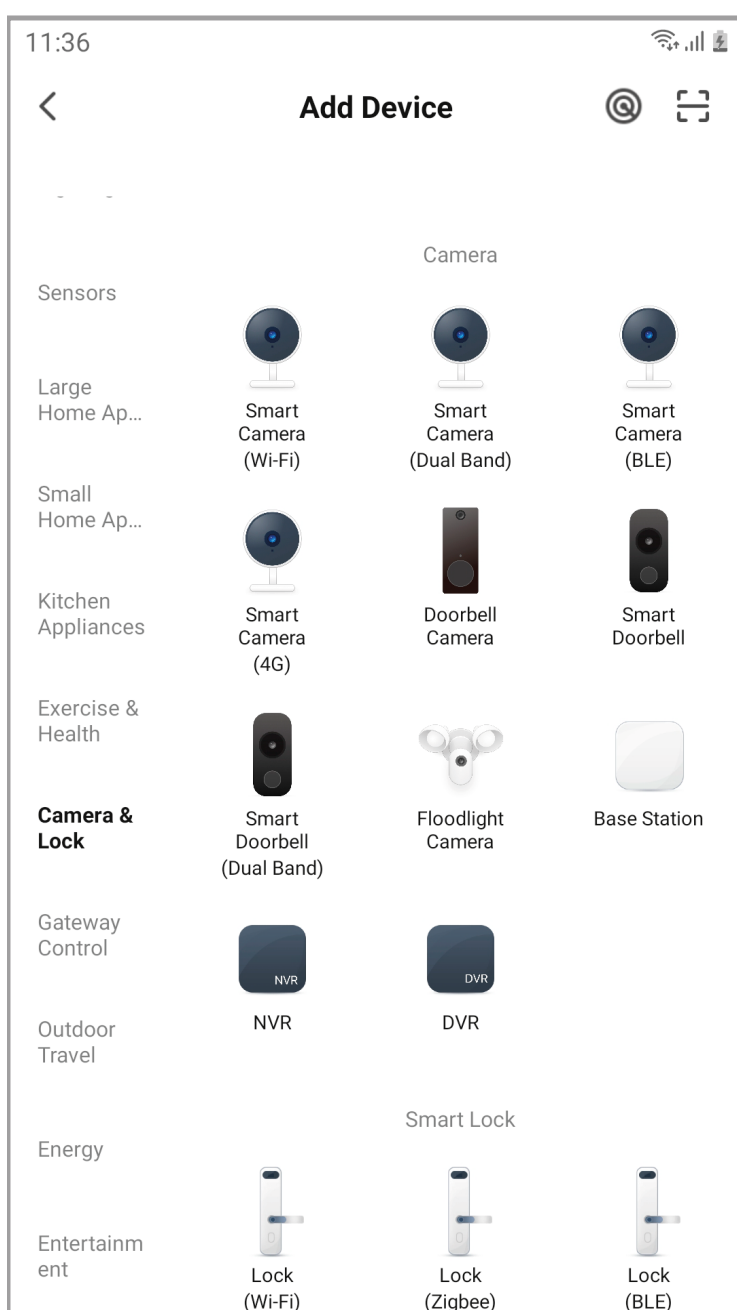 11:36
Add Device
Sensors
Large
Home Ap...
Small
Home Ap...
Kitchen
Appliances
Exercise &
Health
Camera &
Lock
Gateway
Control
Outdoor
Travel
Energy
Entertainm
ent
Camera
Smart
Camera
(Wi-Fi)
Smart
Camera
(Dual Band)
Smart
Camera
(BLE)
Smart
Camera
(4G)
Doorbell
Camera
Smart
Doorbell
Smart
Doorbell
(Dual Band)
Floodlight
Camera
Base Station
NVR
NVR
DVR
DVR
Smart Lock
Lock
(Wi-Fi)
Lock
(Zigbee)
Lock
(BLE)